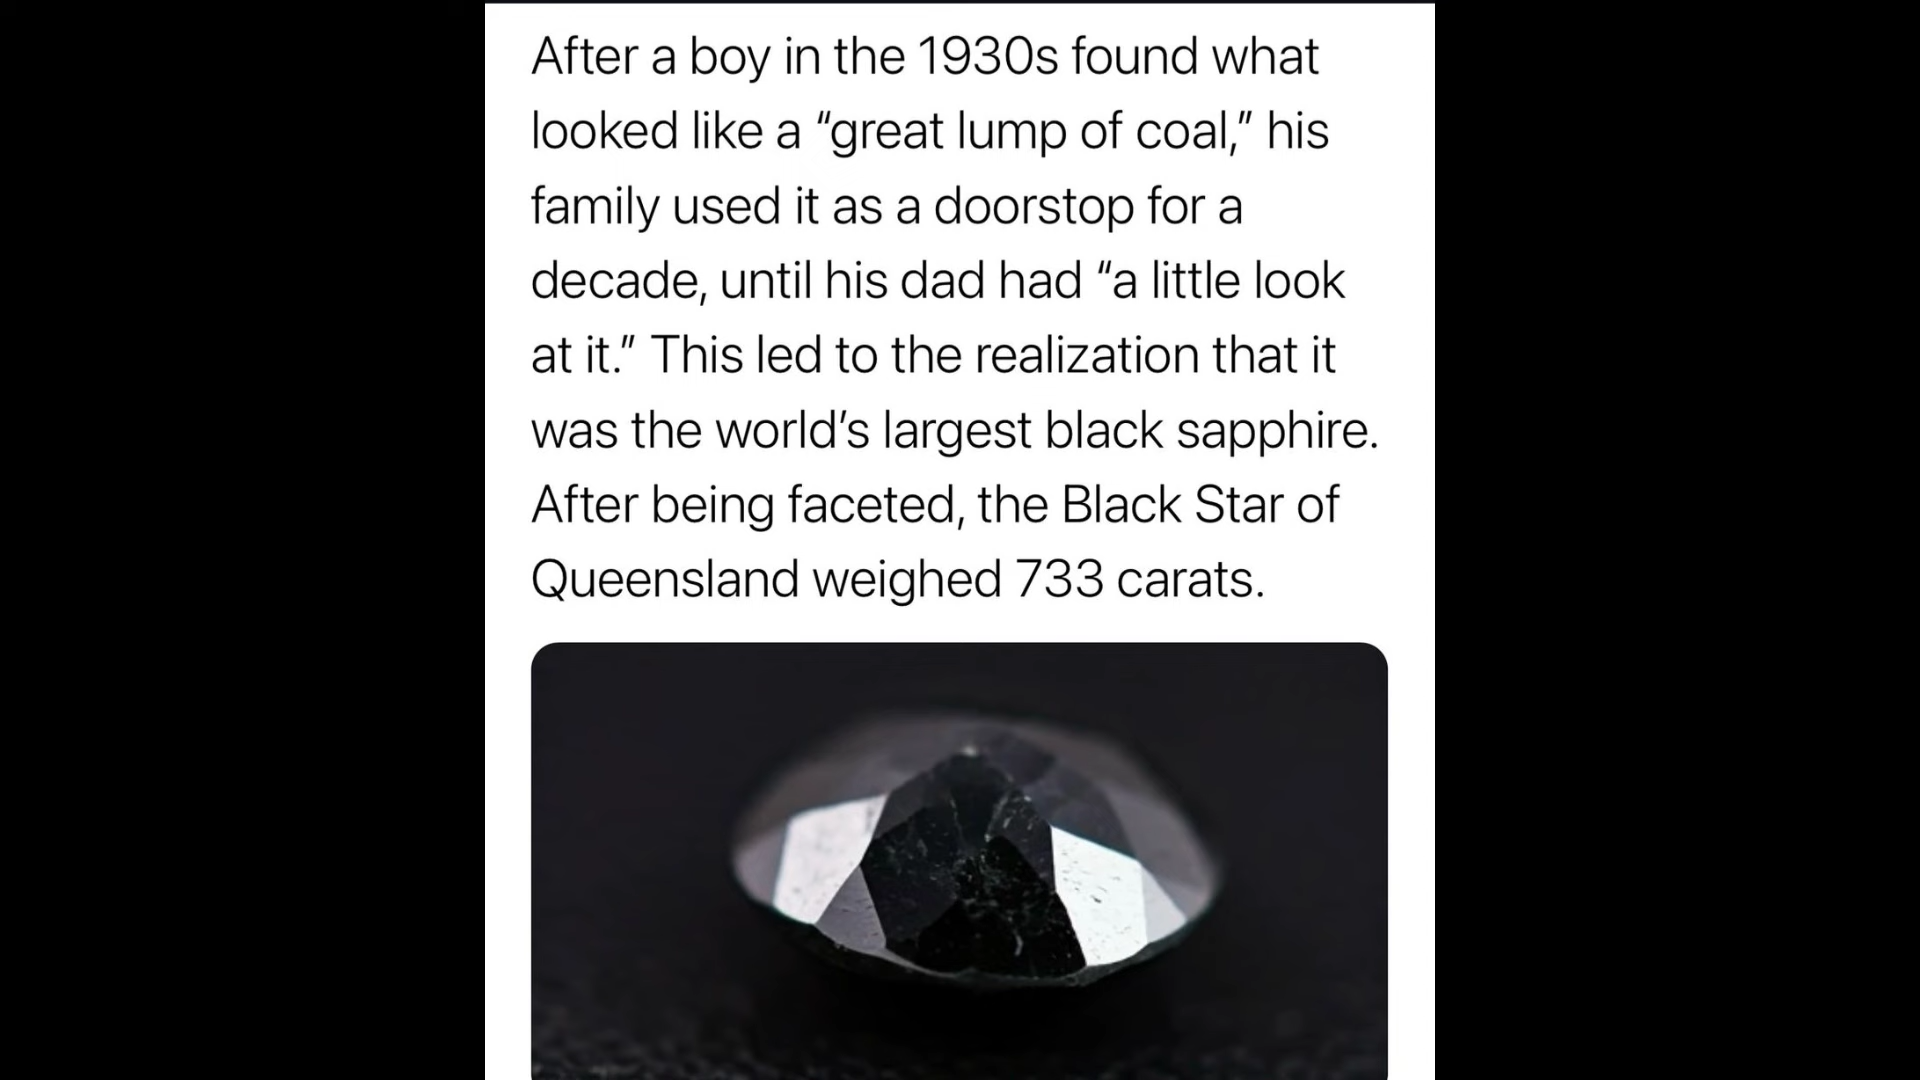 After a boy in the 1930s found what
looked like a “great lump of coal,” his
family used it as a doorstop for a
decade, until his dad had “a little look
at it.” This led to the realization that it
was the world’s largest black sapphire.
After being faceted, the Black Star of
Queensland weighed 733 carats.